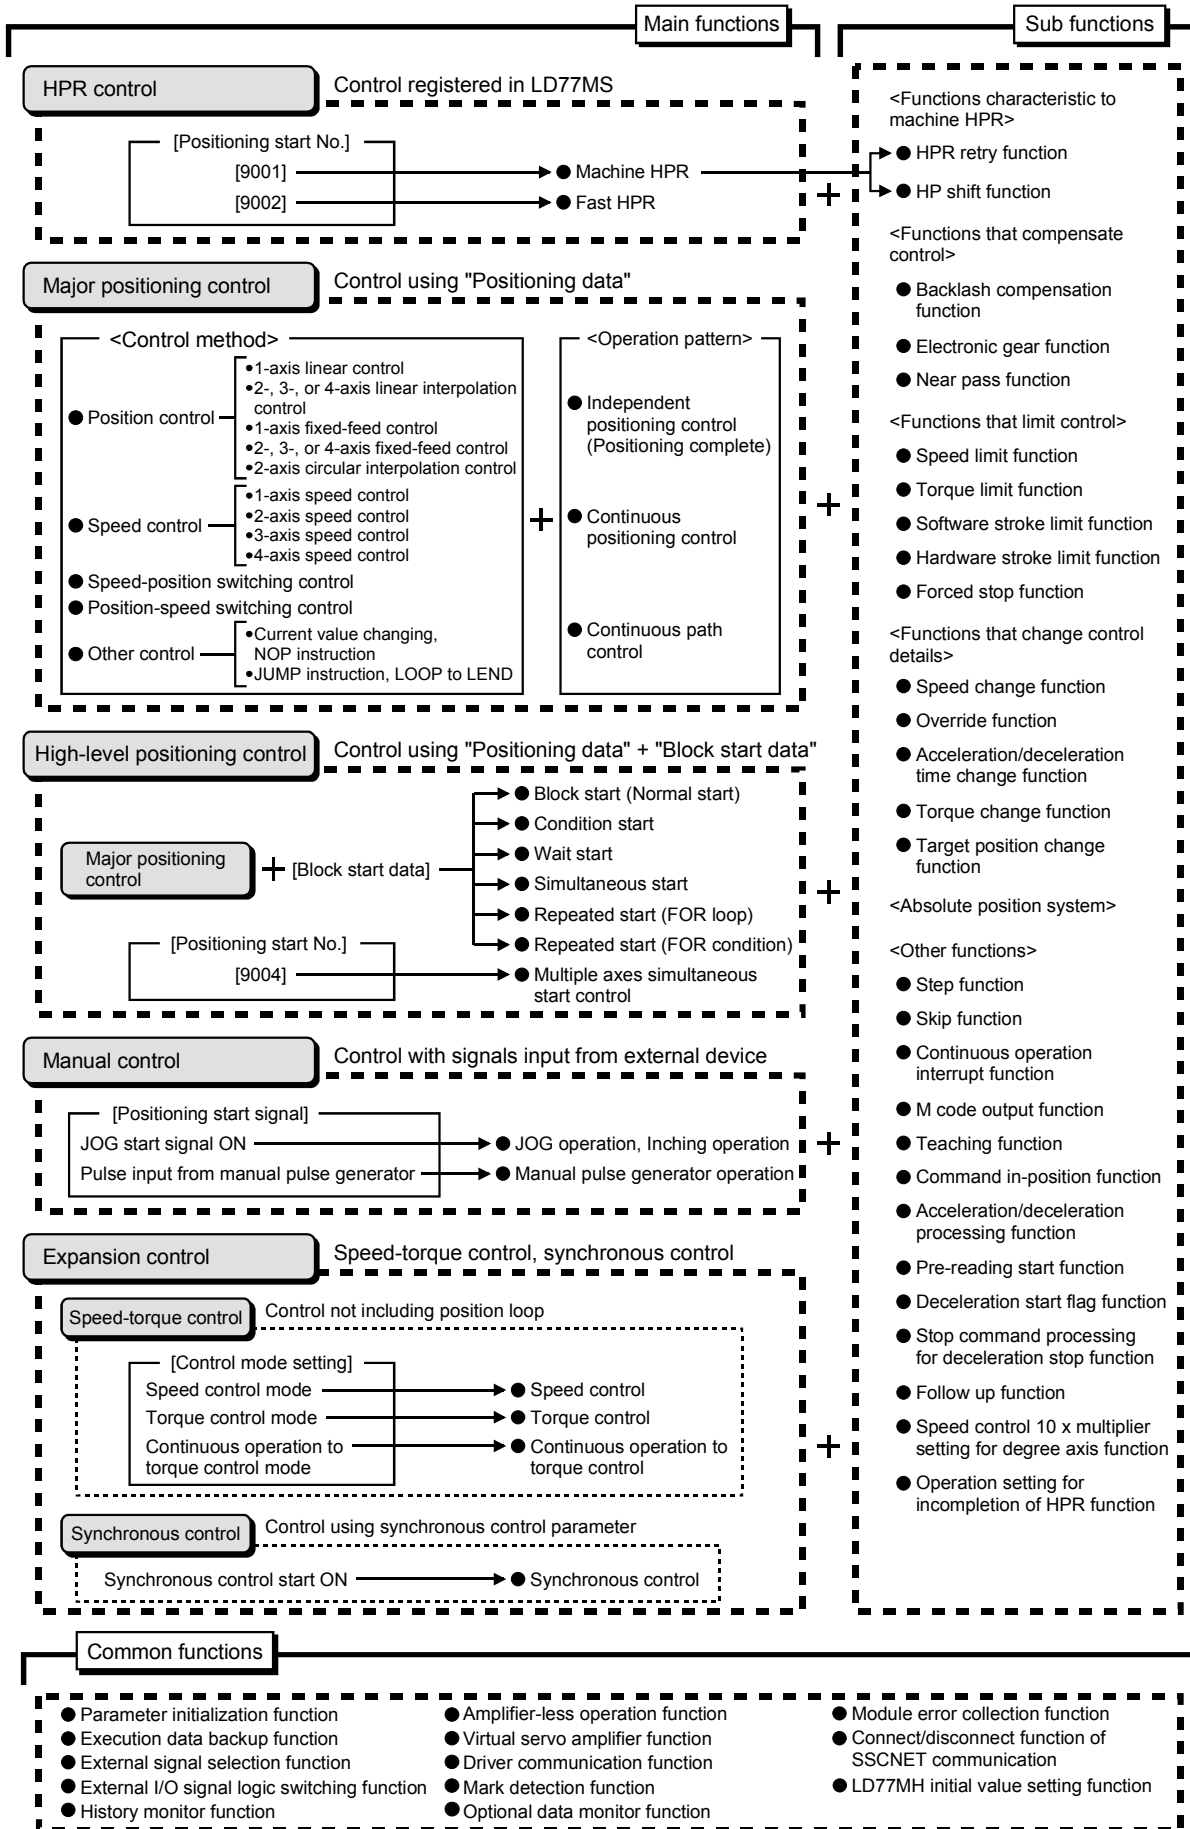 Main functions
HPR control
Control registered in LD77MS
[Positioning start No.]
[9001]
Machine HPR
[9002]
Fast HPR
Major positioning control
Control using "Positioning data"
<Control method>
Position control
•1-axis linear control
•2-, 3-, or 4-axis linear interpolation
control
•1-axis fixed-feed control
•2-, 3-, or 4-axis fixed-feed control
•2-axis circular interpolation control
Speed control
•1-axis speed control
•2-axis speed control
•3-axis speed control
•4-axis speed control
Speed-position switching control
Position-speed switching control
Other control
•Current value changing,
NOP instruction
•JUMP instruction, LOOP to LEND
+
<Operation pattern>
Independent
positioning control
(Positioning complete)
Continuous
positioning control
Continuous path
control
High-level positioning control
Control using "Positioning data" + "Block start data"
Major positioning
control
+
[Block start data]
Block start (Normal start)
Condition start
Wait start
Simultaneous start
Repeated start (FOR loop)
Repeated start (FOR condition)
[Positioning start No.]
[9004]
Multiple axes simultaneous
start control
Manual control
Control with signals input from external device
[Positioning start signal]
JOG start signal ON
JOG operation, Inching operation
Pulse input from manual pulse generator
Manual pulse generator operation
Expansion control
Speed-torque control, synchronous control
Speed-torque control
Control not including position loop
[Control mode setting]
Speed control mode
Speed control
Torque control mode
Torque control
Continuous operation to
torque control mode
Continuous operation to
torque control
Synchronous control
Control using synchronous control parameter
Synchronous control start ON
Synchronous control
+
+
+
+
+
Sub functions
<Functions characteristic to
machine HPR>
HPR retry function
HP shift function
<Functions that compensate
control>
Backlash compensation
function
Electronic gear function
Near pass function
<Functions that limit control>
Speed limit function
Torque limit function
Software stroke limit function
Hardware stroke limit function
Forced stop function
<Functions that change control
details>
Speed change function
Override function
Acceleration/deceleration
time change function
Torque change function
Target position change
function
<Absolute position system>
<Other functions>
Step function
Skip function
Continuous operation
interrupt function
M code output function
Teaching function
Command in-position function
Acceleration/deceleration
processing function
Pre-reading start function
Deceleration start flag function
Stop command processing
for deceleration stop function
Follow up function
Speed control 10 x multiplier
setting for degree axis function
Operation setting for
incompletion of HPR function
Common functions
Parameter initialization function
Execution data backup function
External signal selection function
External I/O signal logic switching function
History monitor function
Amplifier-less operation function
Virtual servo amplifier function
Driver communication function
Mark detection function
Optional data monitor function
Module error collection function
Connect/disconnect function of
SSCNET communication
LD77MH initial value setting function